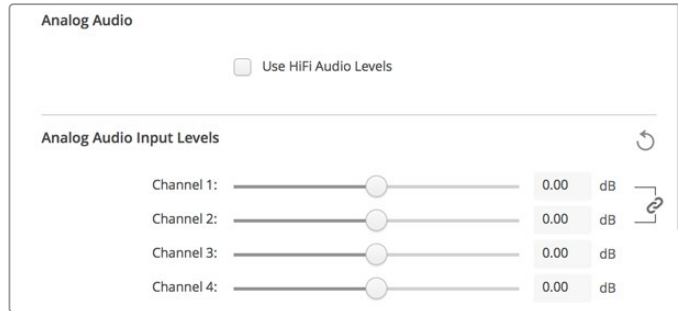 Analog Audio
Use HiFi Audio Levels
Analog Audio Input Levels
Channel 1: 0.00 dB
Channel 2: 0.00 dB
Channel 3: 0.00 dB
Channel 4: 0.00 dB